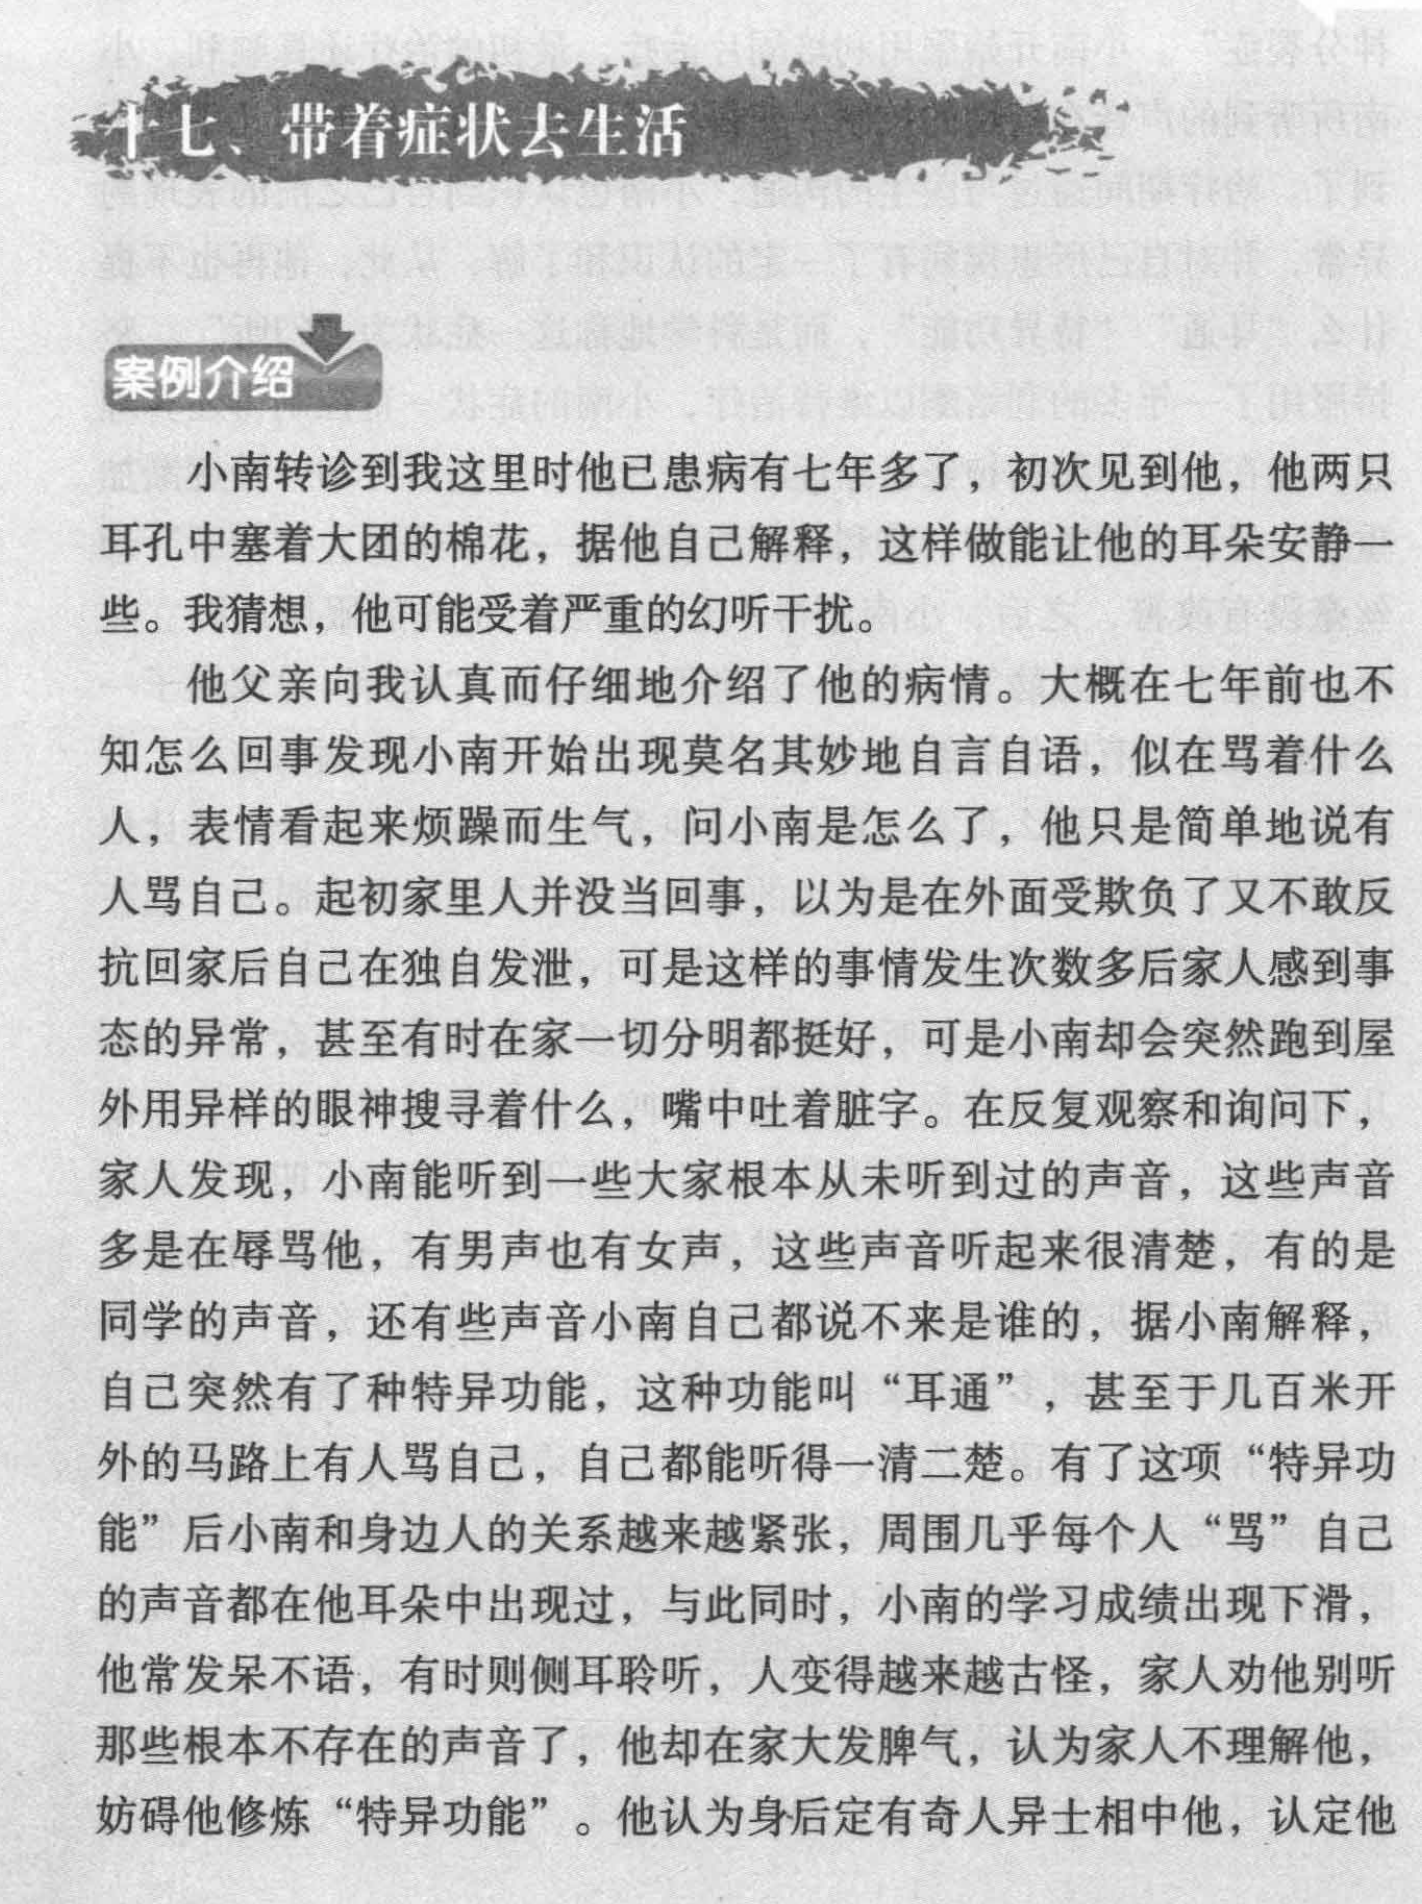 十七、带着症状去生活
案例介绍
小南转诊到我这里时他已患病有七年多了，初次见到他，他两只
耳孔中塞着大团的棉花，据他自己解释，这样做能让他的耳朵安静一
些。我猜想，他可能受着严重的幻听干扰。
他父亲向我认真而仔细地介绍了他的病情。大概在七年前也不
知怎么回事发现小南开始出现莫名其妙地自言自语，似在骂着什么
人，表情看起来烦躁而生气，问小南是怎么了，他只是简单地说有
人骂自己。起初家里人并没当回事，以为是在外面受欺负了又不敢反
抗回家后自己在独自发泄，可是这样的事情发生次数多后家人感到事
态的异常，甚至有时在家一切分明都挺好，可是小南却会突然跑到屋
外用异样的眼神搜寻着什么，嘴中吐着脏字。在反复观察和询问下，
家人发现，小南能听到一些大家根本从未听到过的声音，这些声音
多是在辱骂他，有男声也有女声，这些声音听起来很清楚，有的是
同学的声音，还有些声音小南自己都说不来是谁的，据小南解释，
自己突然有了种特异功能，这种功能叫“耳通”，甚至于几百米开
外的马路上有人骂自己，自己都能听得一清二楚。有了这项“特异功
能”后小南和身边人的关系越来越紧张，周围几乎每个人“骂”自己
的声音都在他耳朵中出现过，与此同时，小南的学习成绩出现下滑，
他常发呆不语，有时则侧耳聆听，人变得越来越古怪，家人劝他别听
那些根本不存在的声音了，他却在家大发脾气，认为家人不理解他，
妨碍他修炼“特异功能”。他认为身后定有奇人异士相中他，认定他